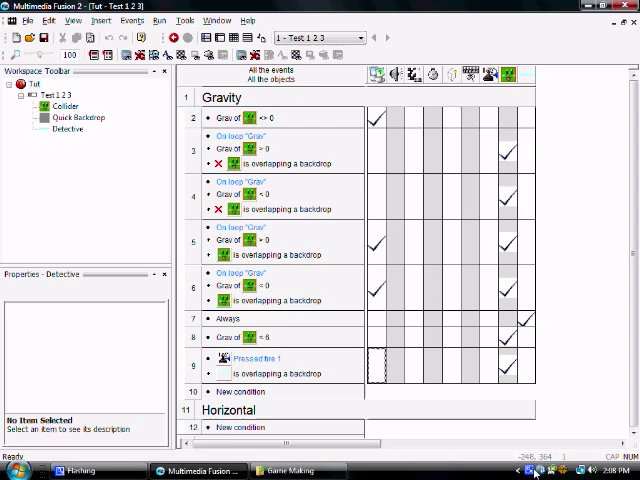 Multimedia Fusion 2 - [Tut - Test 1 2 3]
File Edit View Insert Events Run Tools Window Help
1 - Test 1 2 3
100
Workspace Toolbar
Tut
Test 1 2 3
Collider
Quick Backdrop
Detective
All the events
All the objects
1 Gravity
2 Grav of <> 0
3 On loop "Grav"
Grav of > 0
X is overlapping a backdrop
4 On loop "Grav"
Grav of < 0
X is overlapping a backdrop
5 On loop "Grav"
Grav of > 0
is overlapping a backdrop
6 On loop "Grav"
Grav of < 0
is overlapping a backdrop
7 Always
8 Grav of < 6
9 Pressed fire 1
is overlapping a backdrop
10 New condition
11 Horizontal
12 New condition
Properties - Detective
No Item Selected
Select an item to see its description
Ready
-248, 364 1 CAP NUM
Flashing
Multimedia Fusion ...
Game Making
2:08 PM